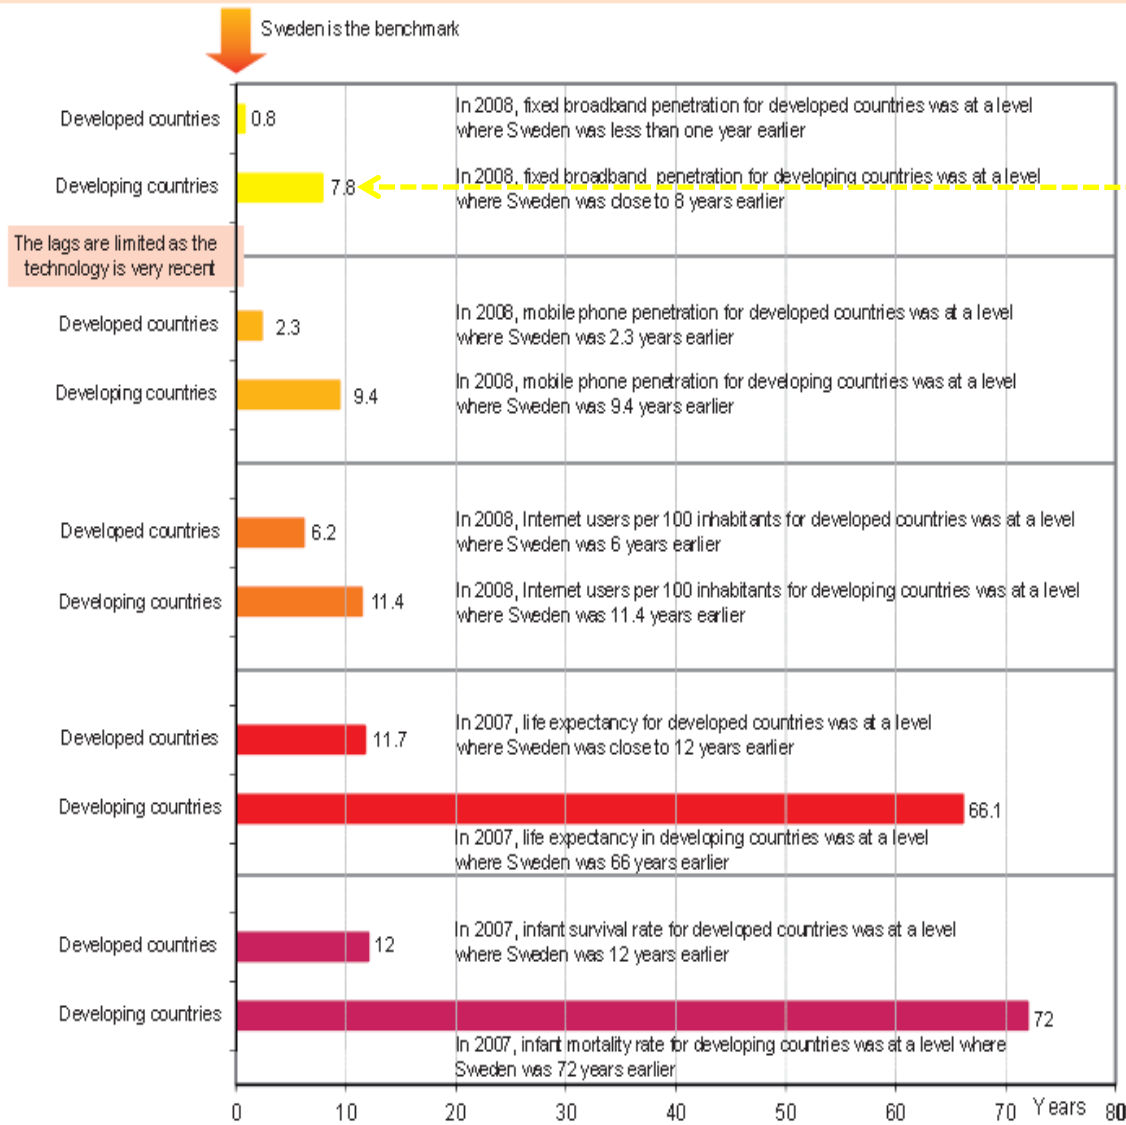 Sweden is the benchmark
Developed countries
0.8
In 2008, fixed broadband penetration for developed countries was at a level
where Sweden was less than one year earlier
Developing countries
7.8
In 2008, fixed broadband penetration for developing countries was at a level
where Sweden was close to 8 years earlier
The lags are limited as the
technology is very recent
Developed countries
2.3
In 2008, mobile phone penetration for developed countries was at a level
where Sweden was 2.3 years earlier
Developing countries
9.4
In 2008, mobile phone penetration for developing countries was at a level
where Sweden was 9.4 years earlier
Developed countries
6.2
In 2008, Internet users per 100 inhabitants for developed countries was at a level
where Sweden was 6 years earlier
Developing countries
11.4
In 2008, Internet users per 100 inhabitants for developing countries was at a level
where Sweden was 11.4 years earlier
Developed countries
11.7
In 2007, life expectancy for developed countries was at a level
where Sweden was close to 12 years earlier
Developing countries
66.1
In 2007, life expectancy in developing countries was at a level
where Sweden was 66 years earlier
Developed countries
12
In 2007, infant survival rate for developed countries was at a level
where Sweden was 12 years earlier
Developing countries
72
In 2007, infant mortality rate for developing countries was at a level where
Sweden was 72 years earlier
0 10 20 30 40 50 60 70 Years 80